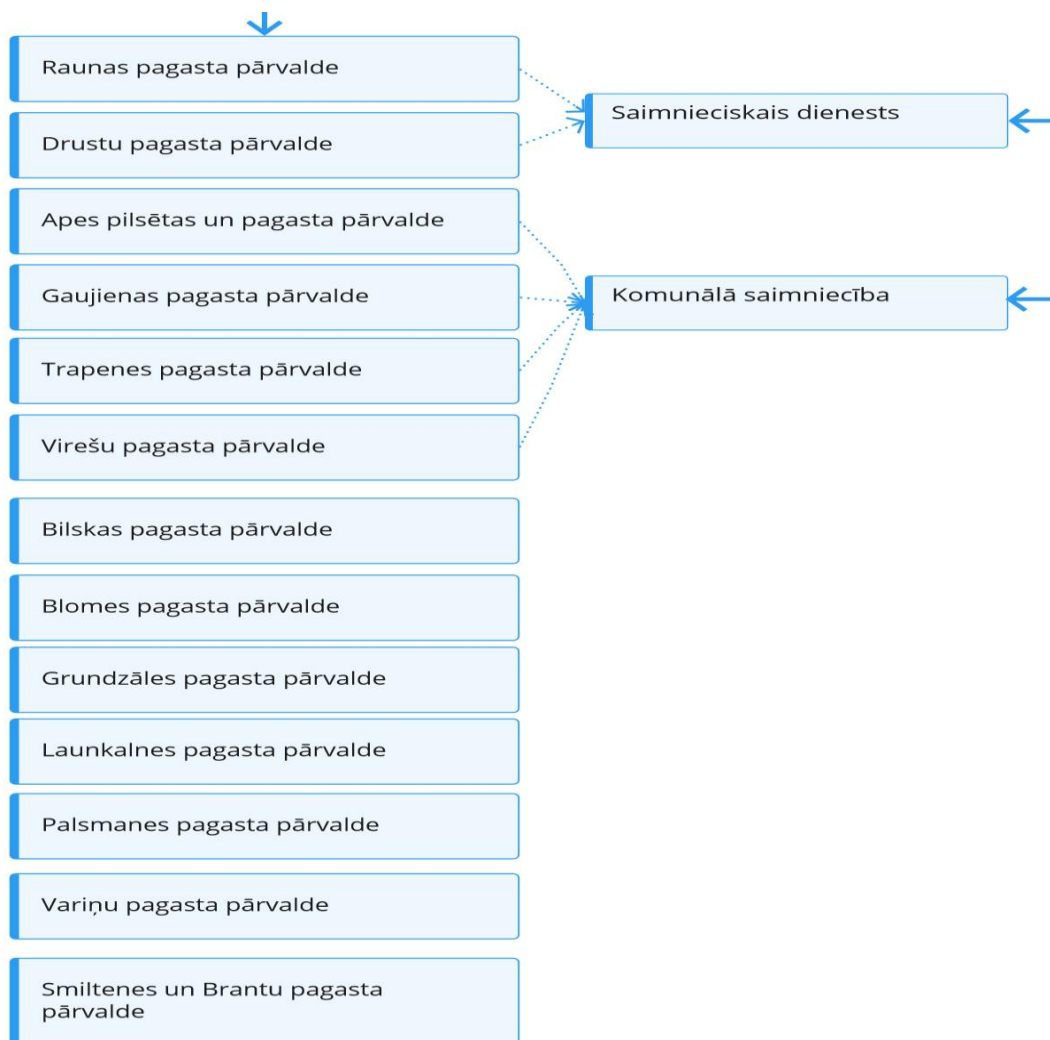 Raunas pagasta pārvalde
Saimnieciskais dienests
Drustu pagasta pārvalde
Apes pilsētas un pagasta pārvalde
Gaujienas pagasta pārvalde
Komunālā saimniecība
Trapenes pagasta pārvalde
Virešu pagasta pārvalde
Bilskas pagasta pārvalde
Blomes pagasta pārvalde
Grundzāles pagasta pārvalde
Launkalnes pagasta pārvalde
Palsmanes pagasta pārvalde
Variņu pagasta pārvalde
Smiltenes un Brantu pagasta
pārvalde